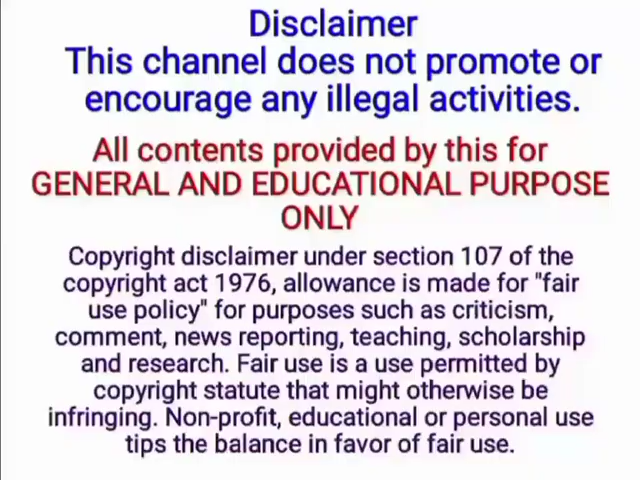 Disclaimer
This channel does not promote or
encourage any illegal activities.
All contents provided by this for
GENERAL AND EDUCATIONAL PURPOSE
ONLY
Copyright disclaimer under section 107 of the
copyright act 1976, allowance is made for "fair
use policy" for purposes such as criticism,
comment, news reporting, teaching, scholarship
and research. Fair use is a use permitted by
copyright statute that might otherwise be
infringing. Non-profit, educational or personal use
tips the balance in favor of fair use.